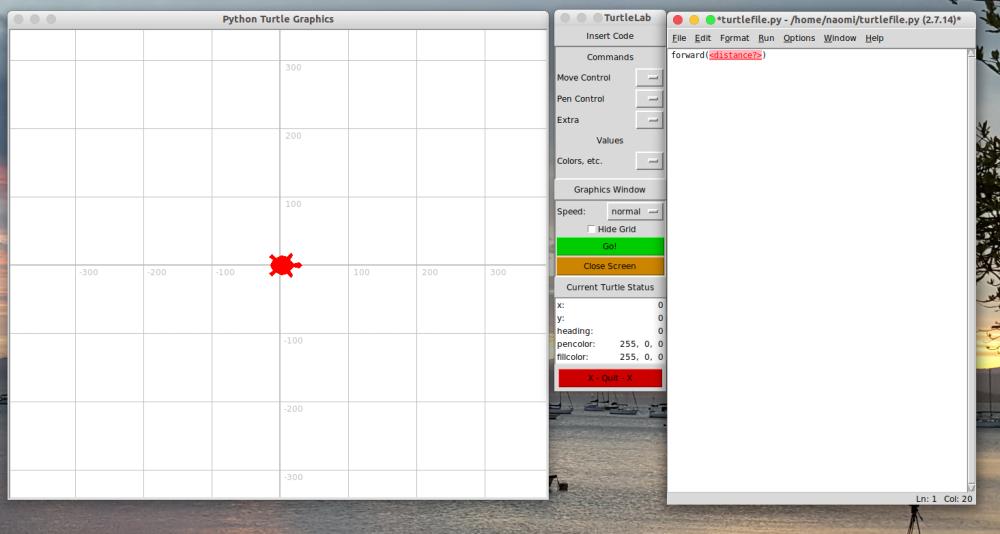 Python Turtle Graphics
300
200
100
-300 -200 -100 100 200 300
-100
-200
-300
TurtleLab
Insert Code
Commands
Move Control
Pen Control
Extra
Values
Colors, etc.
Graphics Window
Speed: normal
Hide Grid
Go!
Close Screen
Current Turtle Status
x: 0
y: 0
heading: 0
pencolor: 255, 0, 0
fillcolor: 255, 0, 0
X - Quit - X
*turtlefile.py - /home/naomi/turtlefile.py (2.7.14)*
File Edit Format Run Options Window Help
forward(<distance?>)
Ln: 1 Col: 20